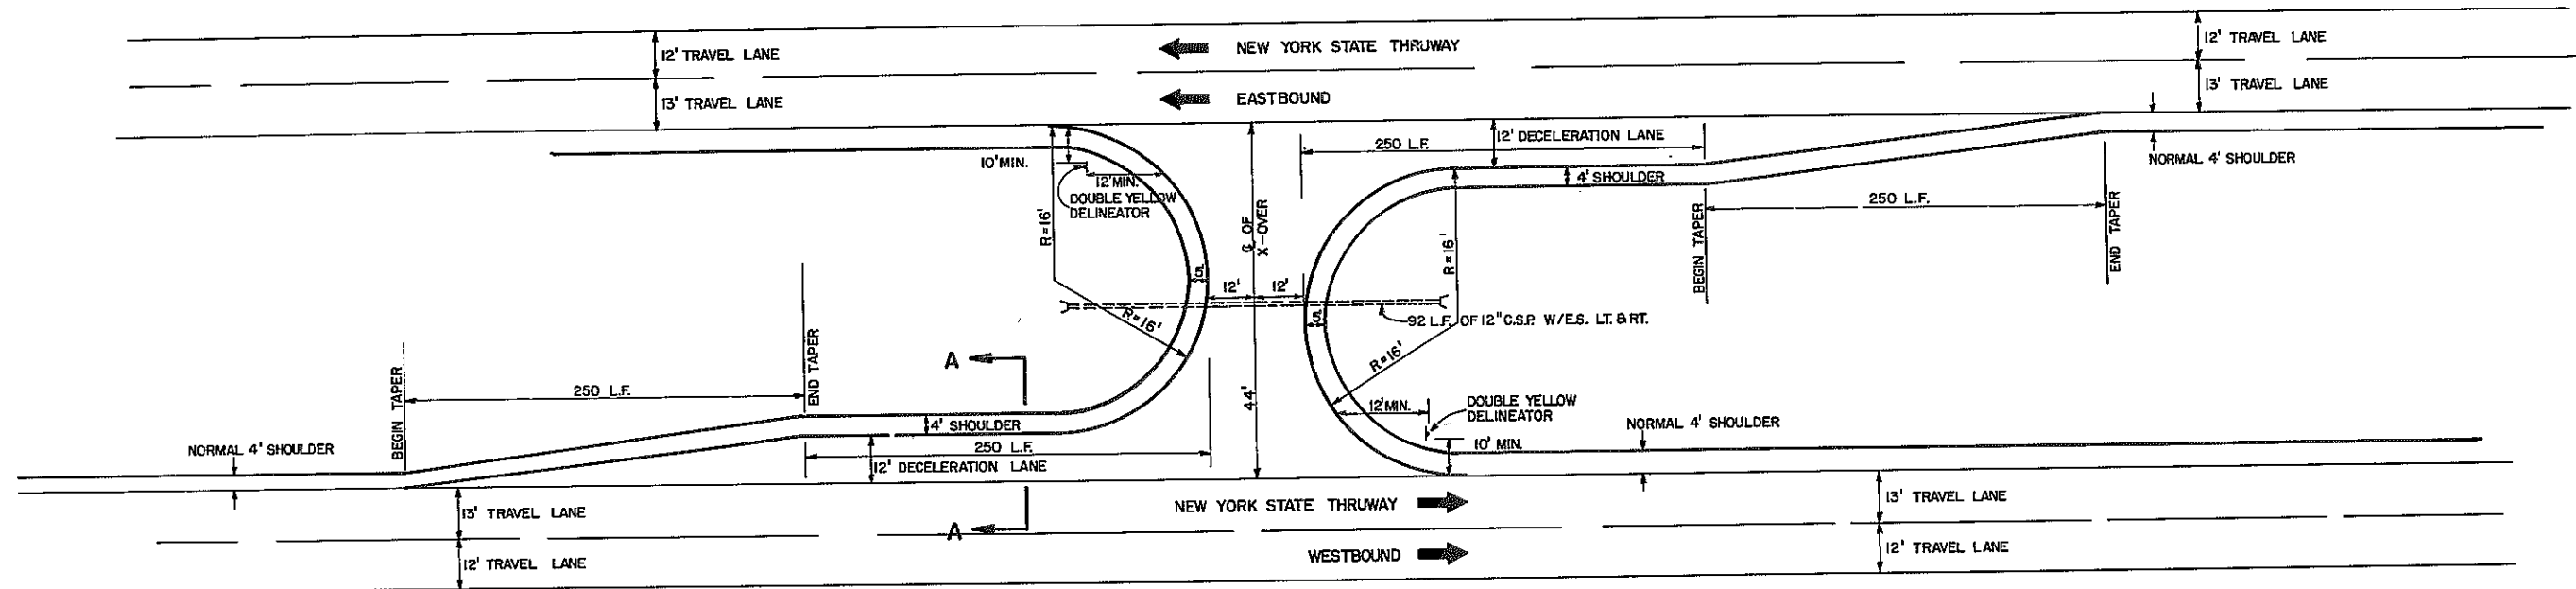 12' TRAVEL LANE
NEW YORK STATE THRUWAY
12' TRAVEL LANE
13' TRAVEL LANE
EASTBOUND
13' TRAVEL LANE
10' MIN.
12' MIN.
DOUBLE YELLOW
DELINEATOR
R=16'
R=16'
5'
℄ OF
X-OVER
12'
12'
44'
250 L.F.
12' DECELERATION LANE
4' SHOULDER
R=16'
R=16'
5'
BEGIN TAPER
250 L.F.
END TAPER
NORMAL 4' SHOULDER
92 L.F. OF 12" C.S.P. W/E.S. LT. & RT.
BEGIN TAPER
250 L.F.
END TAPER
A
NORMAL 4' SHOULDER
4' SHOULDER
250 L.F.
12' DECELERATION LANE
12' MIN.
DOUBLE YELLOW
DELINEATOR
10' MIN.
NORMAL 4' SHOULDER
13' TRAVEL LANE
NEW YORK STATE THRUWAY
13' TRAVEL LANE
A
12' TRAVEL LANE
WESTBOUND
12' TRAVEL LANE